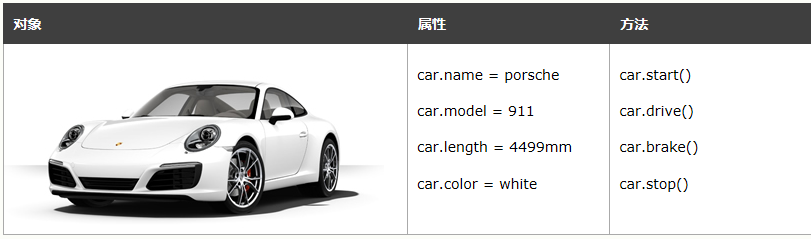 对象 属性 方法
car.name = porsche car.start()
car.model = 911 car.drive()
car.length = 4499mm car.brake()
car.color = white car.stop()